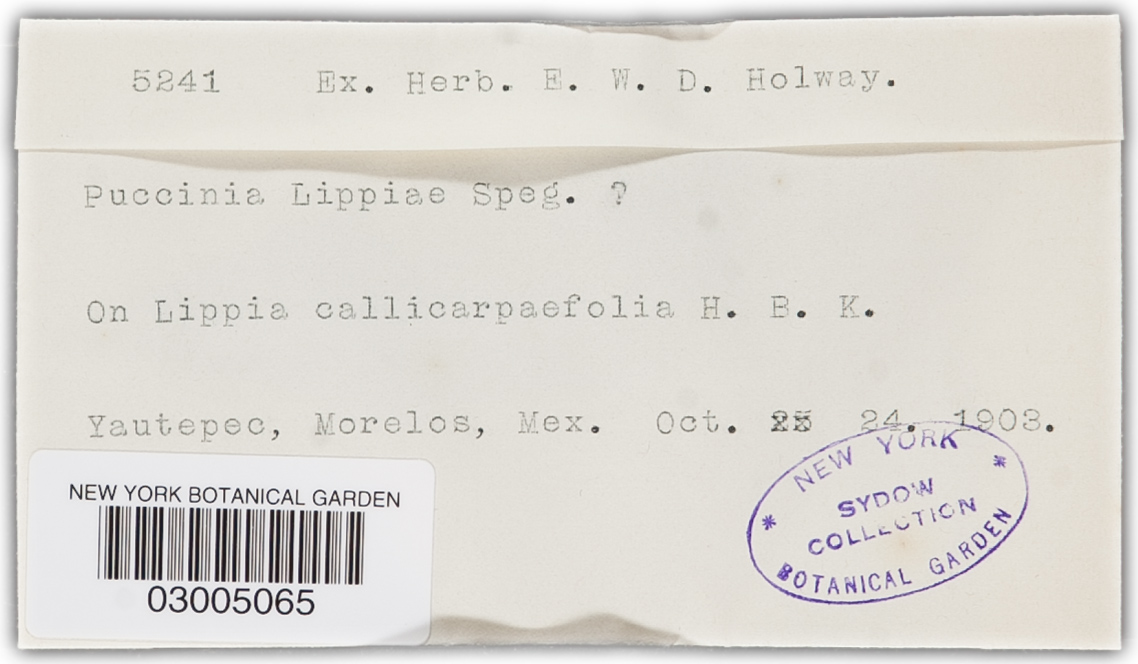 5241 Ex. Herb. E. W. D. Holway.
Puccinia Lippiae Speg. ?
On Lippia callicarpaefolia H. B. K.
Yautepec, Morelos, Mex. Oct. 24. 1903.
NEW YORK BOTANICAL GARDEN
03005065
NEW YORK
SYDOW
COLLECTION
BOTANICAL GARDEN